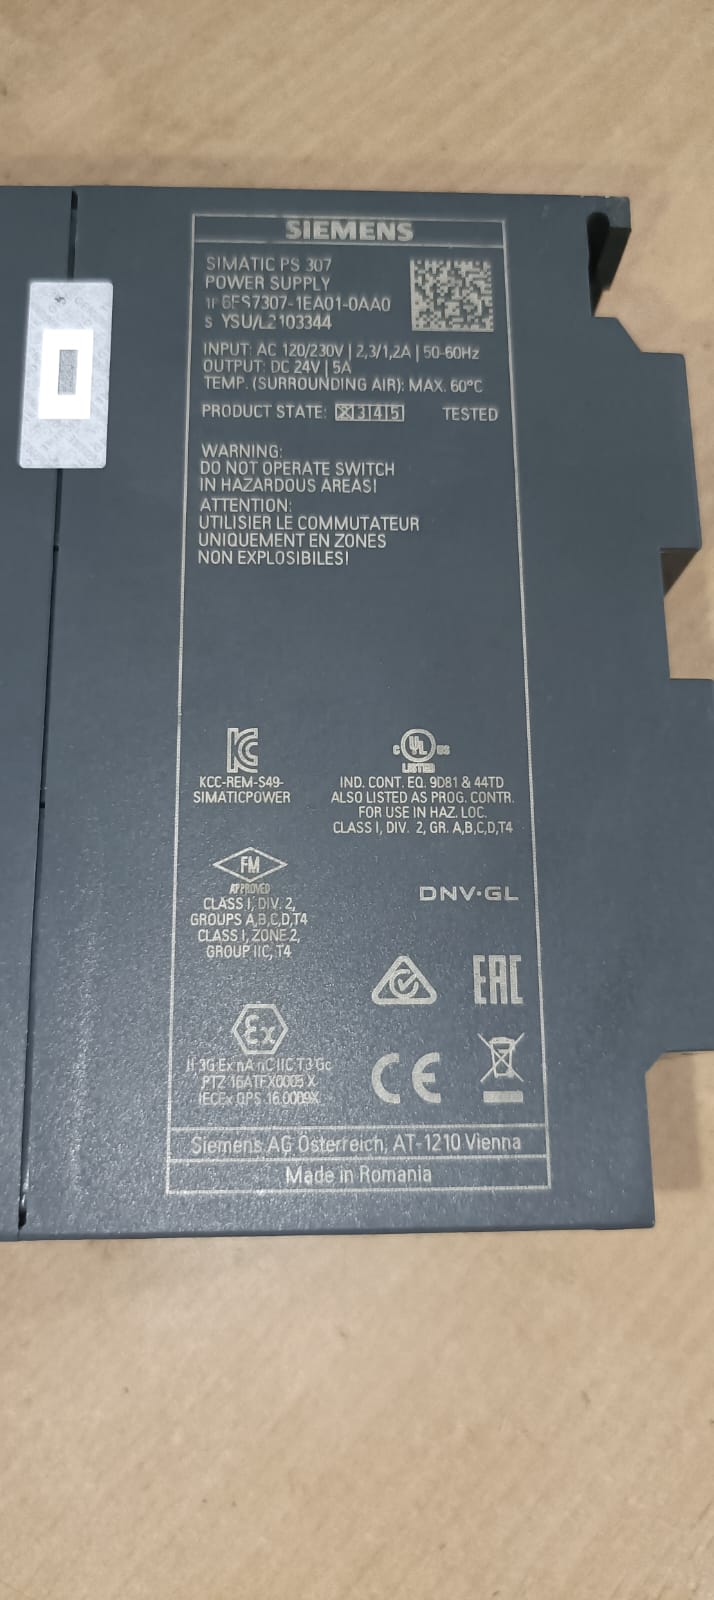 SIEMENS
SIMATIC PS 307
POWER SUPPLY
1P 6ES7307-1EA01-0AA0
S YSU/L2103344
INPUT: AC 120/230V | 2,3/1,2A | 50-60Hz
OUTPUT: DC 24V | 5A
TEMP. (SURROUNDING AIR): MAX. 60°C
PRODUCT STATE: X 3 4 5 TESTED
WARNING:
DO NOT OPERATE SWITCH
IN HAZARDOUS AREAS!
ATTENTION:
UTILISIER LE COMMUTATEUR
UNIQUEMENT EN ZONES
NON EXPLOSIBILES!
KCC-REM-S49-
SIMATICPOWER
C UL US
LISTED
IND. CONT. EQ. 9D81 & 44TD
ALSO LISTED AS PROG. CONTR.
FOR USE IN HAZ. LOC.
CLASS I, DIV. 2, GR. A,B,C,D,T4
FM
APPROVED
CLASS I, DIV. 2,
GROUPS A,B,C,D,T4
CLASS I, ZONE 2,
GROUP IIC, T4
DNV·GL
EAC
Ex
II 3G Ex nA nC IIC T3 Gc
PTZ 16ATEX0005 X
IECEx OPS 16.0009X
CE
Siemens AG Österreich, AT-1210 Vienna
Made in Romania